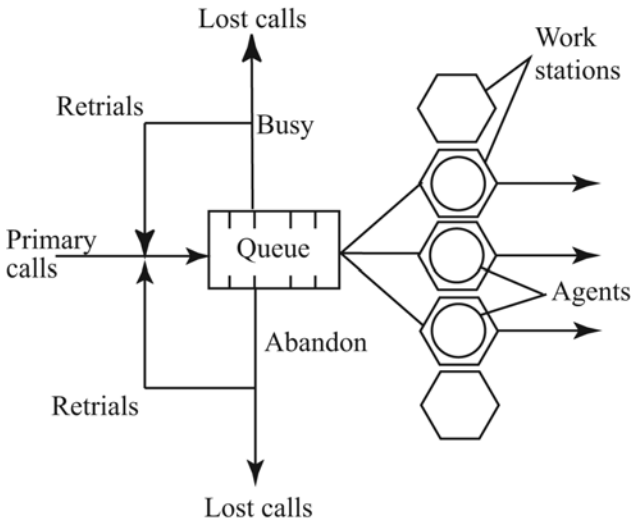 Lost calls
Work
stations
Retrials
Busy
Primary
calls
Queue
Agents
Abandon
Retrials
Lost calls